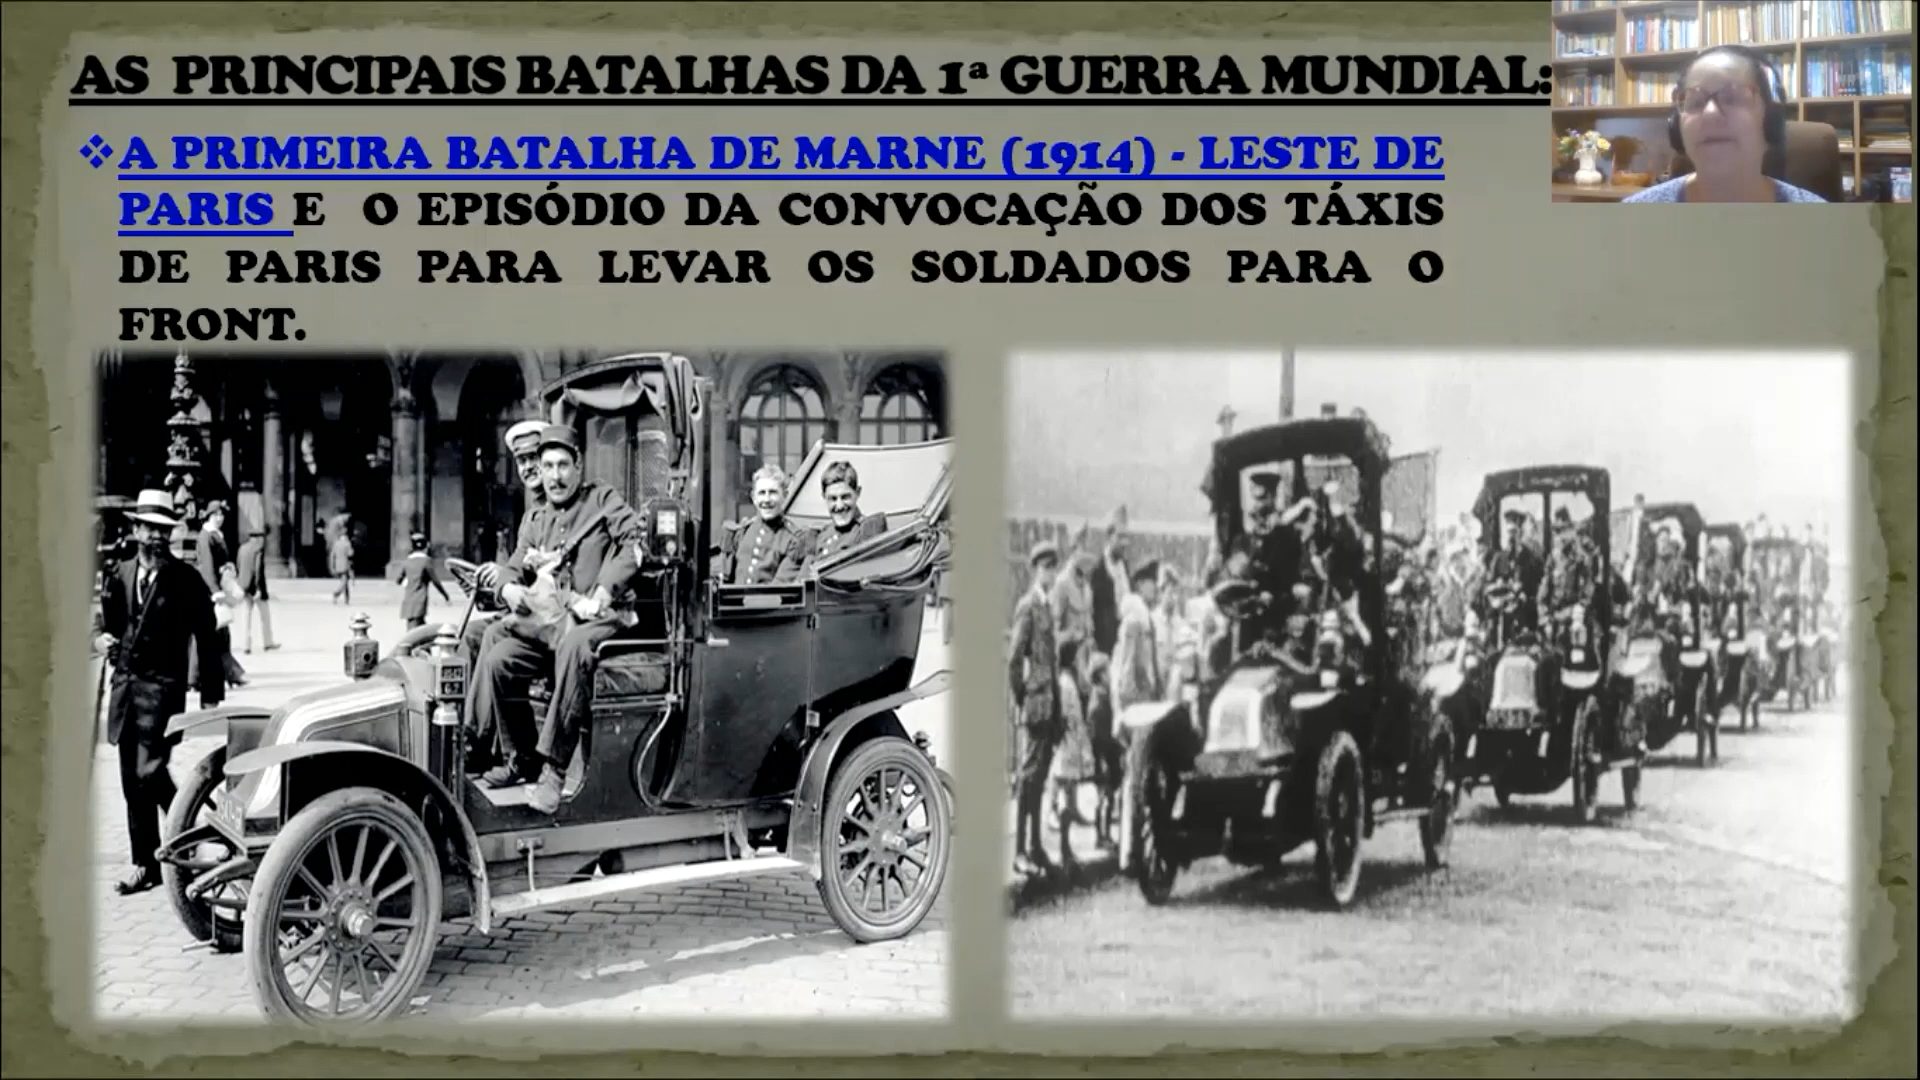 AS PRINCIPAIS BATALHAS DA 1ª GUERRA MUNDIAL:
❖A PRIMEIRA BATALHA DE MARNE (1914) - LESTE DE
PARIS E O EPISÓDIO DA CONVOCAÇÃO DOS TÁXIS
DE PARIS PARA LEVAR OS SOLDADOS PARA O
FRONT.